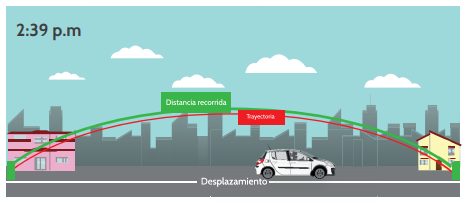 2:39 p.m
Distancia recorrida
Trayectoria
Desplazamiento